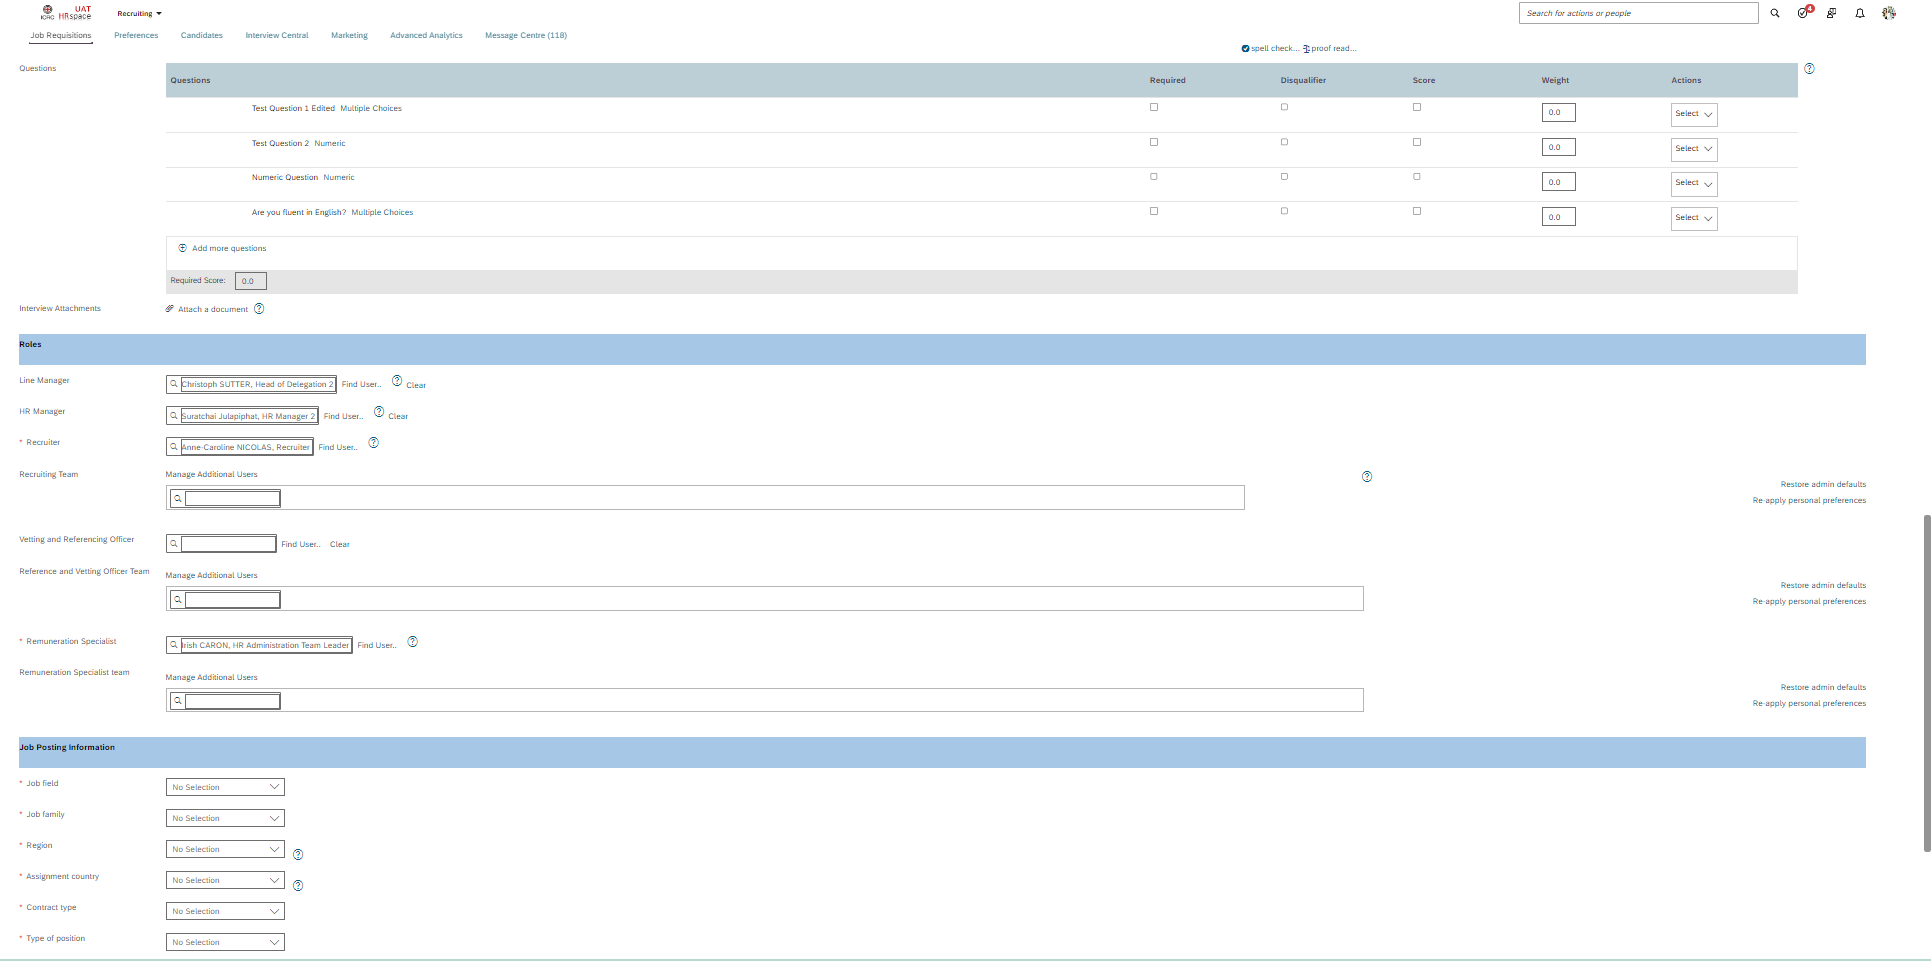 ICRC UAT HRspace Recruiting Search for actions or people 4
Job Requisitions Preferences Candidates Interview Central Marketing Advanced Analytics Message Centre (118)
spell check... proof read...
Questions
Questions Required Disqualifier Score Weight Actions
Test Question 1 Edited Multiple Choices 0.0 Select
Test Question 2 Numeric 0.0 Select
Numeric Question Numeric 0.0 Select
Are you fluent in English? Multiple Choices 0.0 Select
Add more questions
Required Score: 0.0
Interview Attachments Attach a document
Roles
Line Manager Christoph SUTTER, Head of Delegation 2 Find User.. Clear
HR Manager Suratchai Julapiphat, HR Manager 2 Find User.. Clear
* Recruiter Anne-Caroline NICOLAS, Recruiter Find User..
Recruiting Team Manage Additional Users
Restore admin defaults
Re-apply personal preferences
Vetting and Referencing Officer Find User.. Clear
Reference and Vetting Officer Team Manage Additional Users
Restore admin defaults
Re-apply personal preferences
* Remuneration Specialist Irish CARON, HR Administration Team Leader Find User..
Remuneration Specialist team Manage Additional Users
Restore admin defaults
Re-apply personal preferences
Job Posting Information
* Job field No Selection
* Job family No Selection
* Region No Selection
* Assignment country No Selection
* Contract type No Selection
* Type of position No Selection